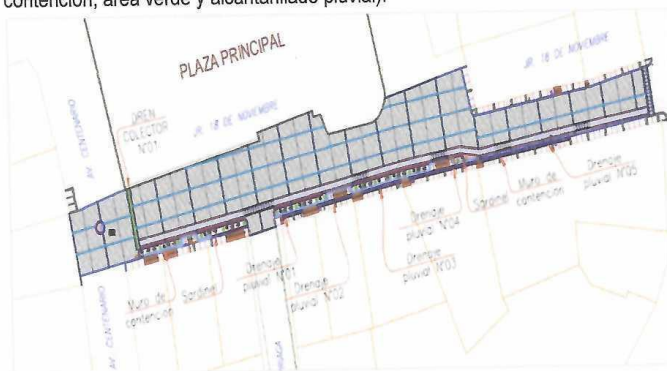 contención, área verde y alcantarillado pluvial).
PLAZA PRINCIPAL
JR. 18 DE NOVIEMBRE
JR. 18 DE NOVIEMBRE
AV. CENTENARIO
DREN
COLECTOR
N°01
Muro de
contención
Sardinel
Drenaje
pluvial N°01
Drenaje
pluvial N°02
Drenaje
pluvial N°03
Drenaje
pluvial N°04
Sardinel
Muro de
contención
Drenaje
pluvial N°05
AV. CENTENARIO